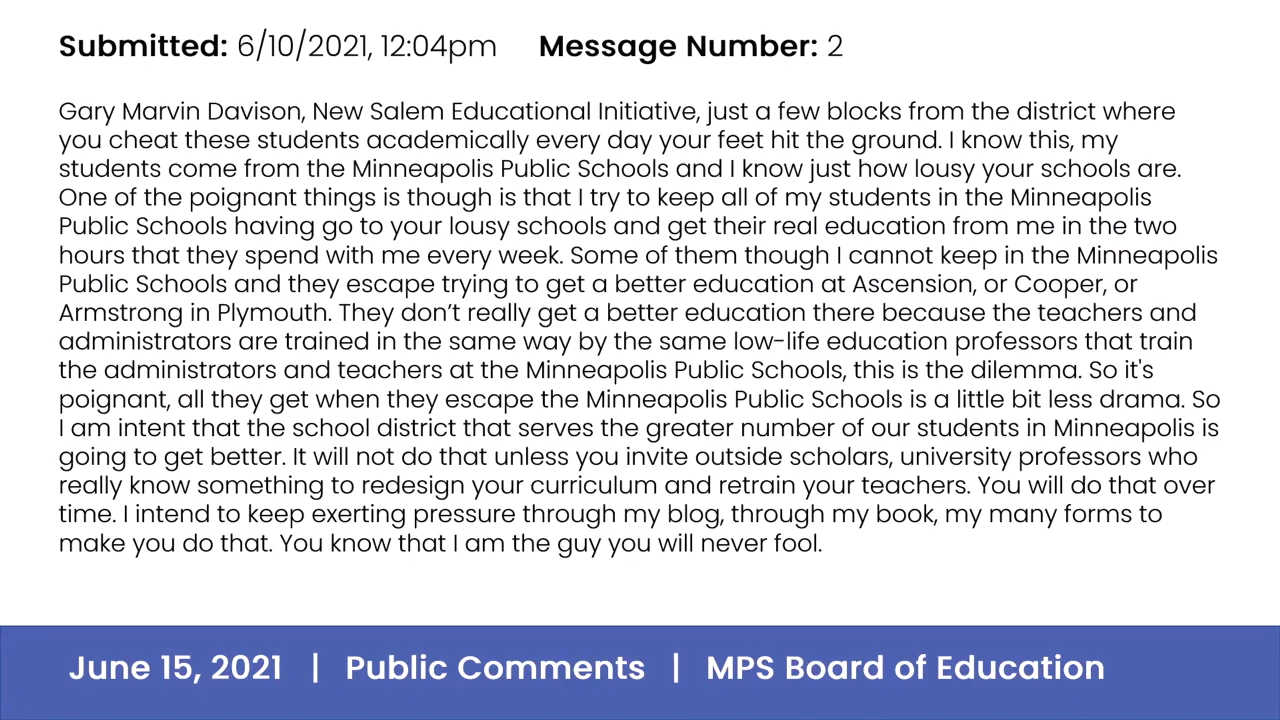 Submitted: 6/10/2021, 12:04pm Message Number: 2
Gary Marvin Davison, New Salem Educational Initiative, just a few blocks from the district where
you cheat these students academically every day your feet hit the ground. I know this, my
students come from the Minneapolis Public Schools and I know just how lousy your schools are.
One of the poignant things is though is that I try to keep all of my students in the Minneapolis
Public Schools having go to your lousy schools and get their real education from me in the two
hours that they spend with me every week. Some of them though I cannot keep in the Minneapolis
Public Schools and they escape trying to get a better education at Ascension, or Cooper, or
Armstrong in Plymouth. They don’t really get a better education there because the teachers and
administrators are trained in the same way by the same low-life education professors that train
the administrators and teachers at the Minneapolis Public Schools, this is the dilemma. So it's
poignant, all they get when they escape the Minneapolis Public Schools is a little bit less drama. So
I am intent that the school district that serves the greater number of our students in Minneapolis is
going to get better. It will not do that unless you invite outside scholars, university professors who
really know something to redesign your curriculum and retrain your teachers. You will do that over
time. I intend to keep exerting pressure through my blog, through my book, my many forms to
make you do that. You know that I am the guy you will never fool.
June 15, 2021 | Public Comments | MPS Board of Education